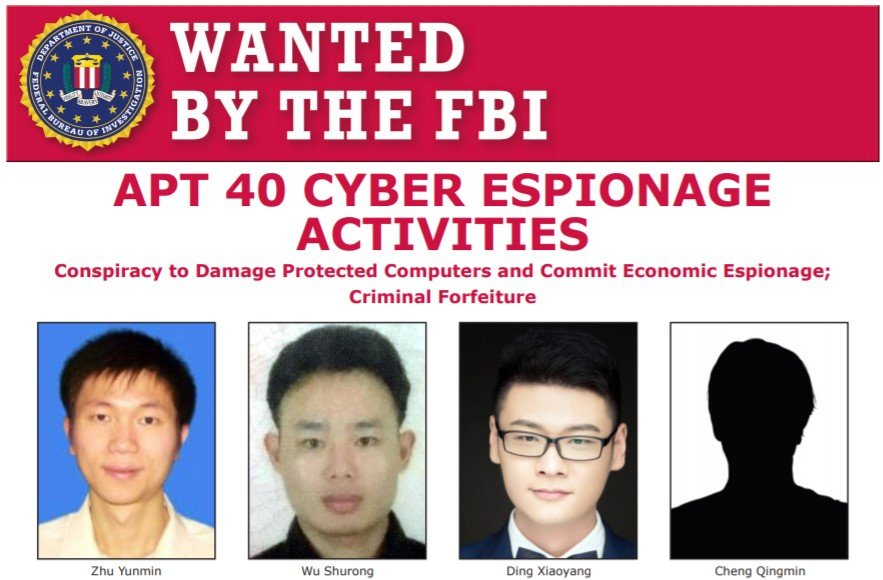 DEPARTMENT OF JUSTICE
FEDERAL BUREAU OF INVESTIGATION
WANTED
BY THE FBI
APT 40 CYBER ESPIONAGE
ACTIVITIES
Conspiracy to Damage Protected Computers and Commit Economic Espionage;
Criminal Forfeiture
Zhu Yunmin
Wu Shurong
Ding Xiaoyang
Cheng Qingmin